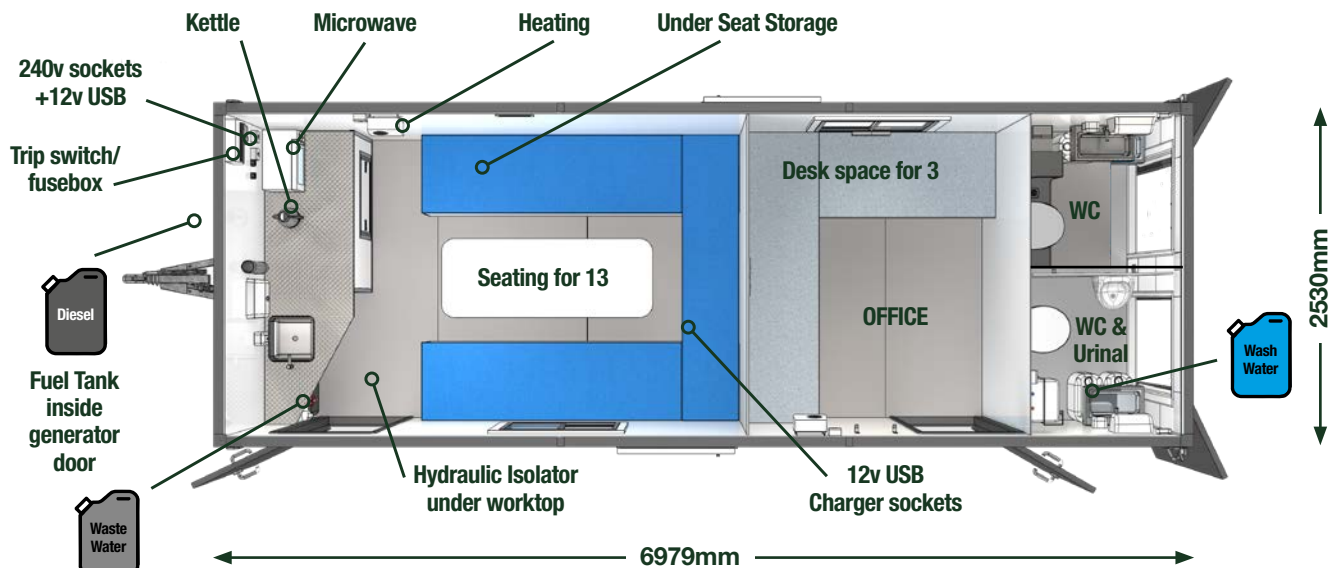 Kettle
Microwave
Heating
Under Seat Storage
240v sockets
+12v USB
Trip switch/
fusebox
Desk space for 3
WC
Seating for 13
Diesel
OFFICE
WC &
Urinal
2530mm
Wash
Water
Fuel Tank
inside
generator
door
Hydraulic Isolator
under worktop
12v USB
Charger sockets
Waste
Water
6979mm